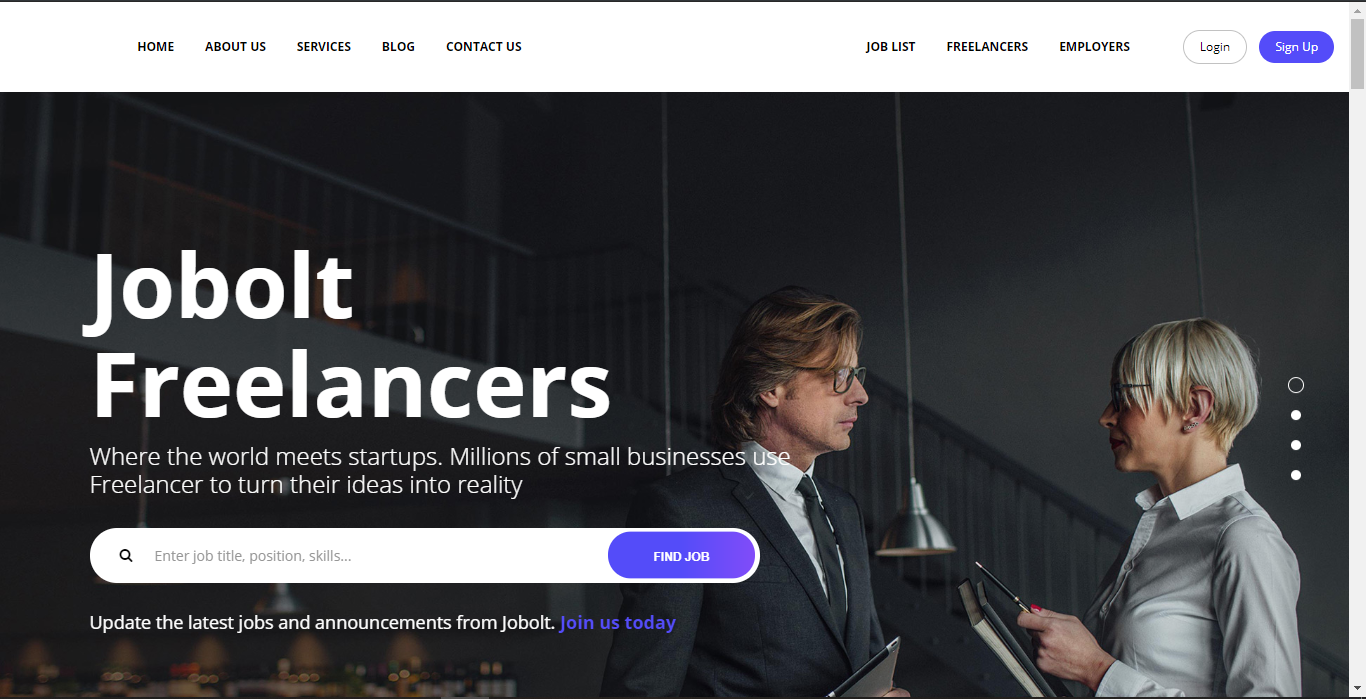 HOME ABOUT US SERVICES BLOG CONTACT US JOB LIST FREELANCERS EMPLOYERS Login Sign Up
Jobolt
Freelancers
Where the world meets startups. Millions of small businesses use
Freelancer to turn their ideas into reality
Enter job title, position, skills... FIND JOB
Update the latest jobs and announcements from Jobolt. Join us today